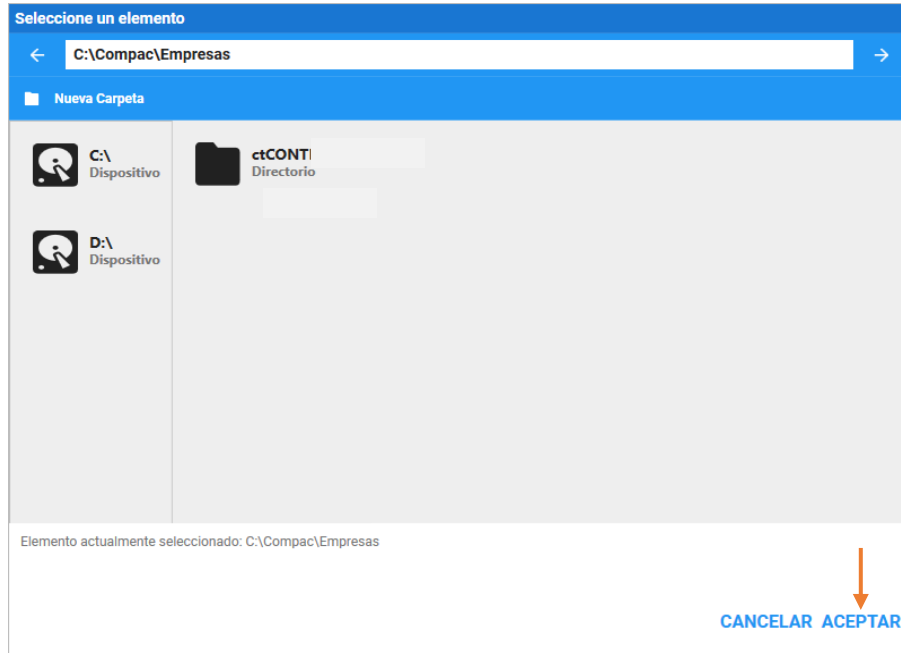 Seleccione un elemento
C:\Compac\Empresas
Nueva Carpeta
C:\
Dispositivo
ctCONT
Directorio
D:\
Dispositivo
Elemento actualmente seleccionado: C:\Compac\Empresas
CANCELAR ACEPTAR